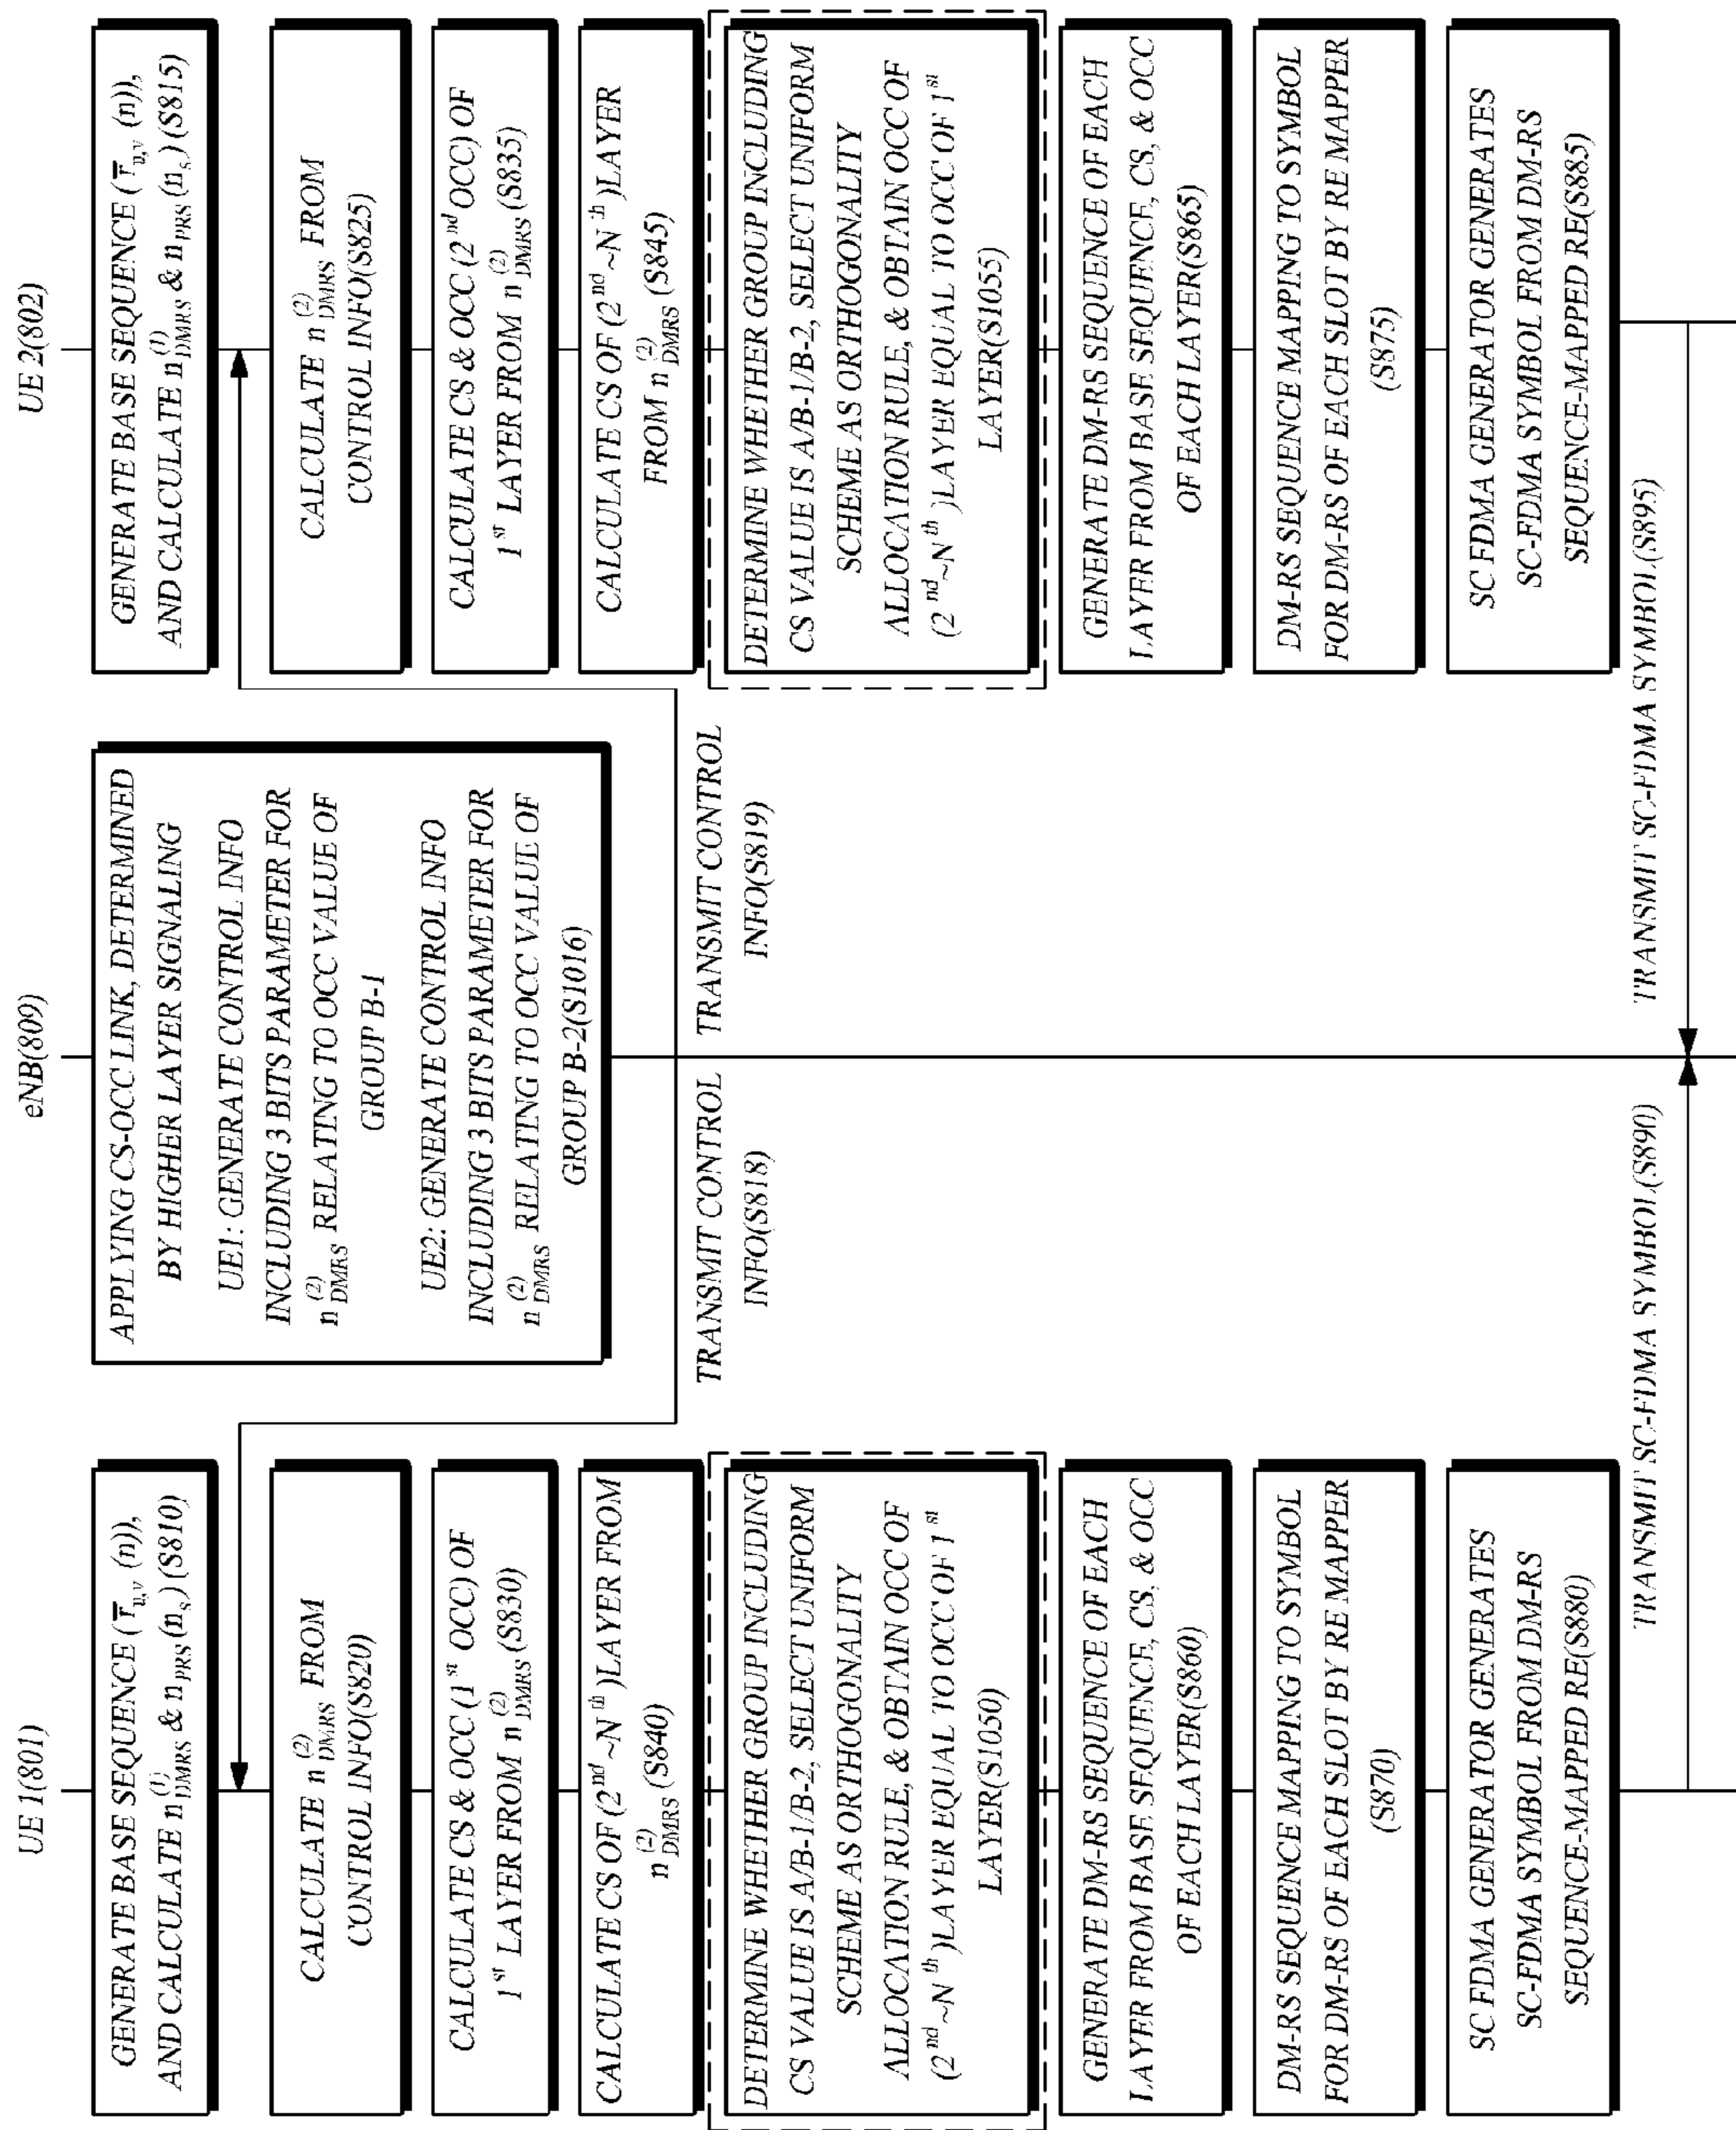 UE 1(801)
GENERATE BASE SEQUENCE (r̅u,v (n)),
AND CALCULATE n(1)DMRS & nPRS (ns) (S810)
CALCULATE n(2)DMRS FROM
CONTROL INFO(S820)
CALCULATE CS & OCC (1st OCC) OF
1st LAYER FROM n(2)DMRS (S830)
CALCULATE CS OF (2nd ~Nth )LAYER FROM
n(2)DMRS (S840)
DETERMINE WHETHER GROUP INCLUDING
CS VALUE IS A/B-1/B-2, SELECT UNIFORM
SCHEME AS ORTHOGONALITY
ALLOCATION RULE, & OBTAIN OCC OF
(2nd ~Nth )LAYER EQUAL TO OCC OF 1st
LAYER(S1050)
GENERATE DM-RS SEQUENCE OF EACH
LAYER FROM BASE SEQUENCE, CS, & OCC
OF EACH LAYER(S860)
DM-RS SEQUENCE MAPPING TO SYMBOL
FOR DM-RS OF EACH SLOT BY RE MAPPER
(S870)
SC FDMA GENERATOR GENERATES
SC-FDMA SYMBOL FROM DM-RS
SEQUENCE-MAPPED RE(S880)
eNB(809)
APPLYING CS-OCC LINK, DETERMINED
BY HIGHER LAYER SIGNALING
UE1: GENERATE CONTROL INFO
INCLUDING 3 BITS PARAMETER FOR
n(2)DMRS RELATING TO OCC VALUE OF
GROUP B-1
UE2: GENERATE CONTROL INFO
INCLUDING 3 BITS PARAMETER FOR
n(2)DMRS RELATING TO OCC VALUE OF
GROUP B-2(S1016)
TRANSMIT CONTROL
INFO(S818)
TRANSMIT CONTROL
INFO(S819)
TRANSMIT SC-FDMA SYMBOL(S890)
TRANSMIT SC-FDMA SYMBOL(S895)
UE 2(802)
GENERATE BASE SEQUENCE (r̅u,v (n)),
AND CALCULATE n(1)DMRS & nPRS (ns) (S815)
CALCULATE n(2)DMRS FROM
CONTROL INFO(S825)
CALCULATE CS & OCC (2nd OCC) OF
1st LAYER FROM n(2)DMRS (S835)
CALCULATE CS OF (2nd ~Nth )LAYER
FROM n(2)DMRS (S845)
DETERMINE WHETHER GROUP INCLUDING
CS VALUE IS A/B-1/B-2, SELECT UNIFORM
SCHEME AS ORTHOGONALITY
ALLOCATION RULE, & OBTAIN OCC OF
(2nd ~Nth )LAYER EQUAL TO OCC OF 1st
LAYER(S1055)
GENERATE DM-RS SEQUENCE OF EACH
LAYER FROM BASE SEQUENCE, CS, & OCC
OF EACH LAYER(S865)
DM-RS SEQUENCE MAPPING TO SYMBOL
FOR DM-RS OF EACH SLOT BY RE MAPPER
(S875)
SC FDMA GENERATOR GENERATES
SC-FDMA SYMBOL FROM DM-RS
SEQUENCE-MAPPED RE(S885)